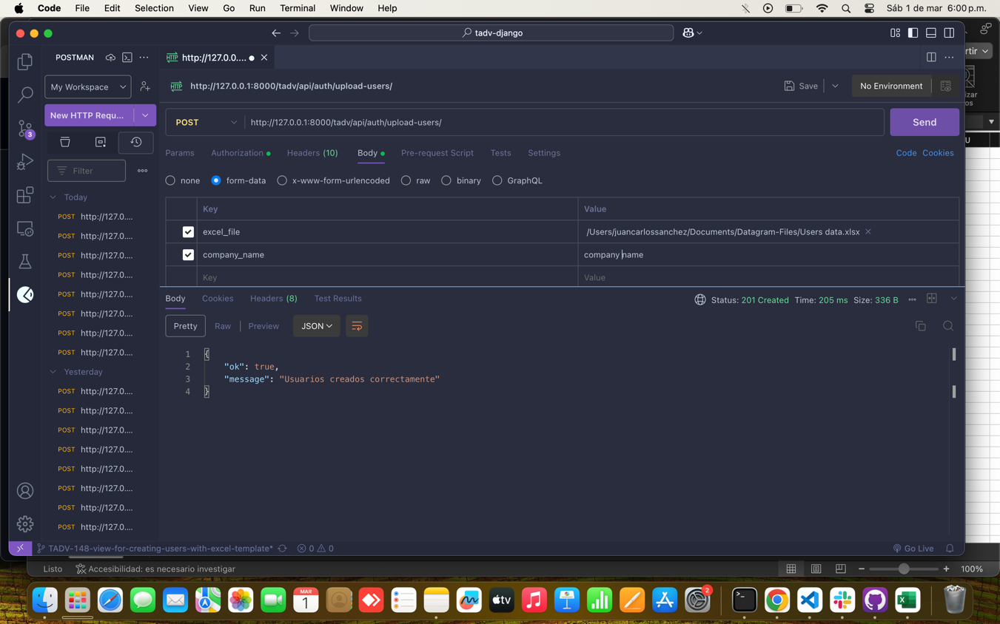 Code File Edit Selection View Go Run Terminal Window Help Sáb 1 de mar 6:00 p.m.
tadv-django
POSTMAN
HTTP http://127.0.0....
My Workspace
HTTP http://127.0.0.1:8000/tadv/api/auth/upload-users/
Save
No Environment
New HTTP Requ...
POST http://127.0.0.1:8000/tadv/api/auth/upload-users/
Send
3
Params Authorization Headers (10) Body Pre-request Script Tests Settings
Code Cookies
Filter
none form-data x-www-form-urlencoded raw binary GraphQL
Today
POST http://127.0....
POST http://127.0....
POST http://127.0....
POST http://127.0....
POST http://127.0....
POST http://127.0....
POST http://127.0....
POST http://127.0....
Yesterday
POST http://127.0....
POST http://127.0....
POST http://127.0....
POST http://127.0....
POST http://127.0....
POST http://127.0....
POST http://127.0....
POST http://127.0....
Key Value
excel_file /Users/juancarlossanchez/Documents/Datagram-Files/Users data.xlsx
company_name company name
Key Value
Body Cookies Headers (8) Test Results
Status: 201 Created Time: 205 ms Size: 336 B
Pretty Raw Preview JSON
1 {
2 "ok": true,
3 "message": "Usuarios creados correctamente"
4 }
TADV-148-view-for-creating-users-with-excel-template* 0 0 Go Live
rtir
zar
os
U
Listo Accesibilidad: es necesario investigar 100%
MAR
1
tv
2